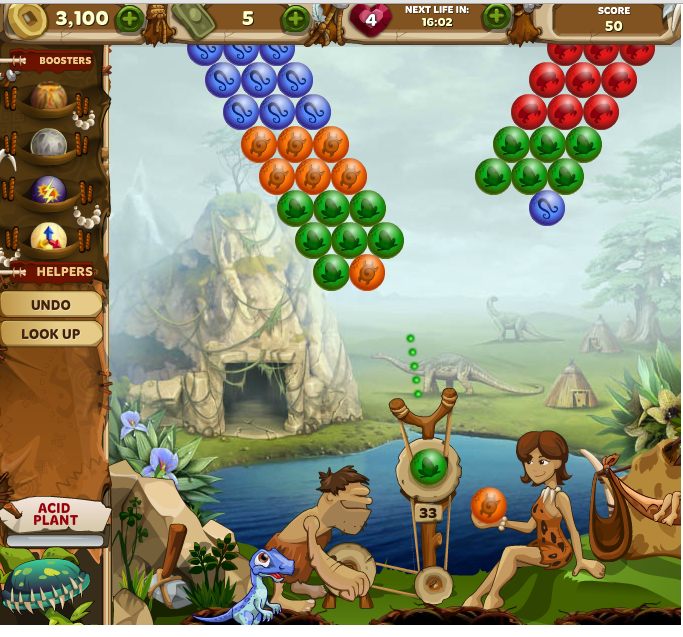 3,100
5
4
NEXT LIFE IN:
16:02
SCORE
50
BOOSTERS
HELPERS
UNDO
LOOK UP
33
ACID
PLANT